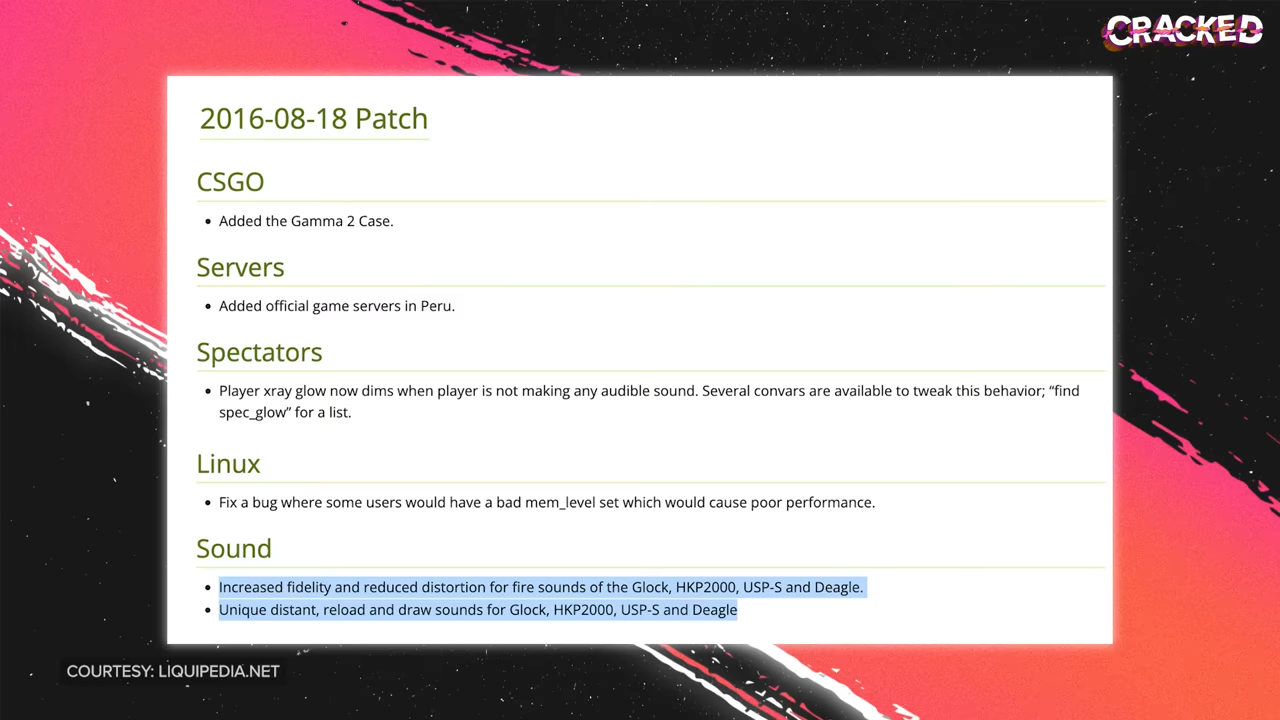 CRACKED
2016-08-18 Patch
CSGO
• Added the Gamma 2 Case.
Servers
• Added official game servers in Peru.
Spectators
• Player xray glow now dims when player is not making any audible sound. Several convars are available to tweak this behavior; “find
spec_glow” for a list.
Linux
• Fix a bug where some users would have a bad mem_level set which would cause poor performance.
Sound
• Increased fidelity and reduced distortion for fire sounds of the Glock, HKP2000, USP-S and Deagle.
• Unique distant, reload and draw sounds for Glock, HKP2000, USP-S and Deagle
COURTESY: LIQUIPEDIA.NET